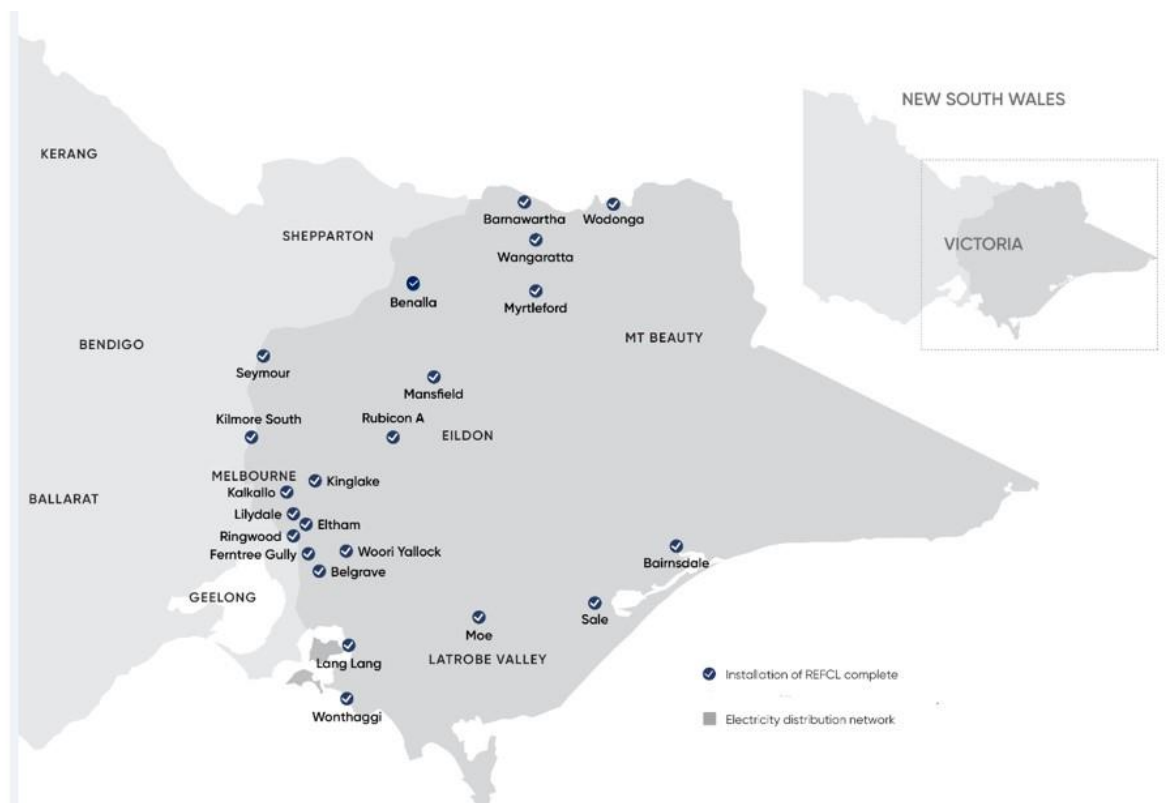 NEW SOUTH WALES
KERANG
Barnawartha
Wodonga
SHEPPARTON
VICTORIA
Wangaratta
Benalla
Myrtleford
MT BEAUTY
BENDIGO
Seymour
Mansfield
Kilmore South
Rubicon A
EILDON
MELBOURNE
Kinglake
Kalkallo
BALLARAT
Lilydale
Eltham
Ringwood
Ferntree Gully
Woori Yallock
Belgrave
Bairnsdale
GEELONG
Sale
Moe
Lang Lang
LATROBE VALLEY
Wonthaggi
Installation of REFCL complete
Electricity distribution network